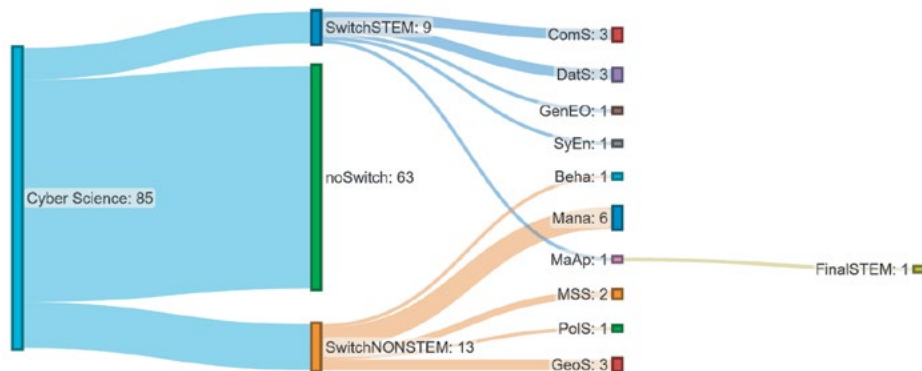 SwitchSTEM: 9
ComS: 3
DatS: 3
GenEO: 1
SyEn: 1
Beha: 1
noSwitch: 63
Cyber Science: 85
Mana: 6
MaAp: 1
FinalSTEM: 1
MSS: 2
PolS: 1
SwitchNONSTEM: 13
GeoS: 3